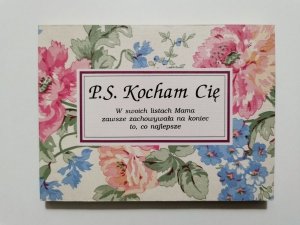 P.S. Kocham Cię
W swoich listach Mama
zawsze zachowywała na koniec
to, co najlepsze